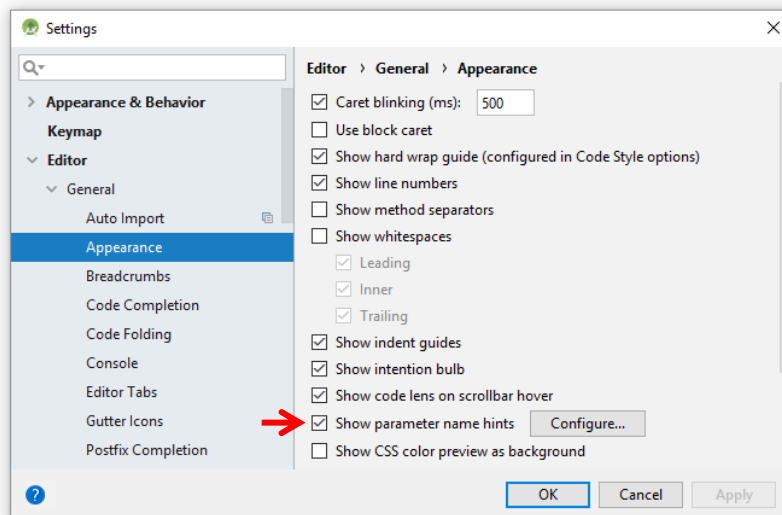 Settings
Appearance & Behavior
Keymap
Editor
General
Auto Import
Appearance
Breadcrumbs
Code Completion
Code Folding
Console
Editor Tabs
Gutter Icons
Postfix Completion
Editor > General > Appearance
Caret blinking (ms): 500
Use block caret
Show hard wrap guide (configured in Code Style options)
Show line numbers
Show method separators
Show whitespaces
Leading
Inner
Trailing
Show indent guides
Show intention bulb
Show code lens on scrollbar hover
Show parameter name hints Configure...
Show CSS color preview as background
? OK Cancel Apply